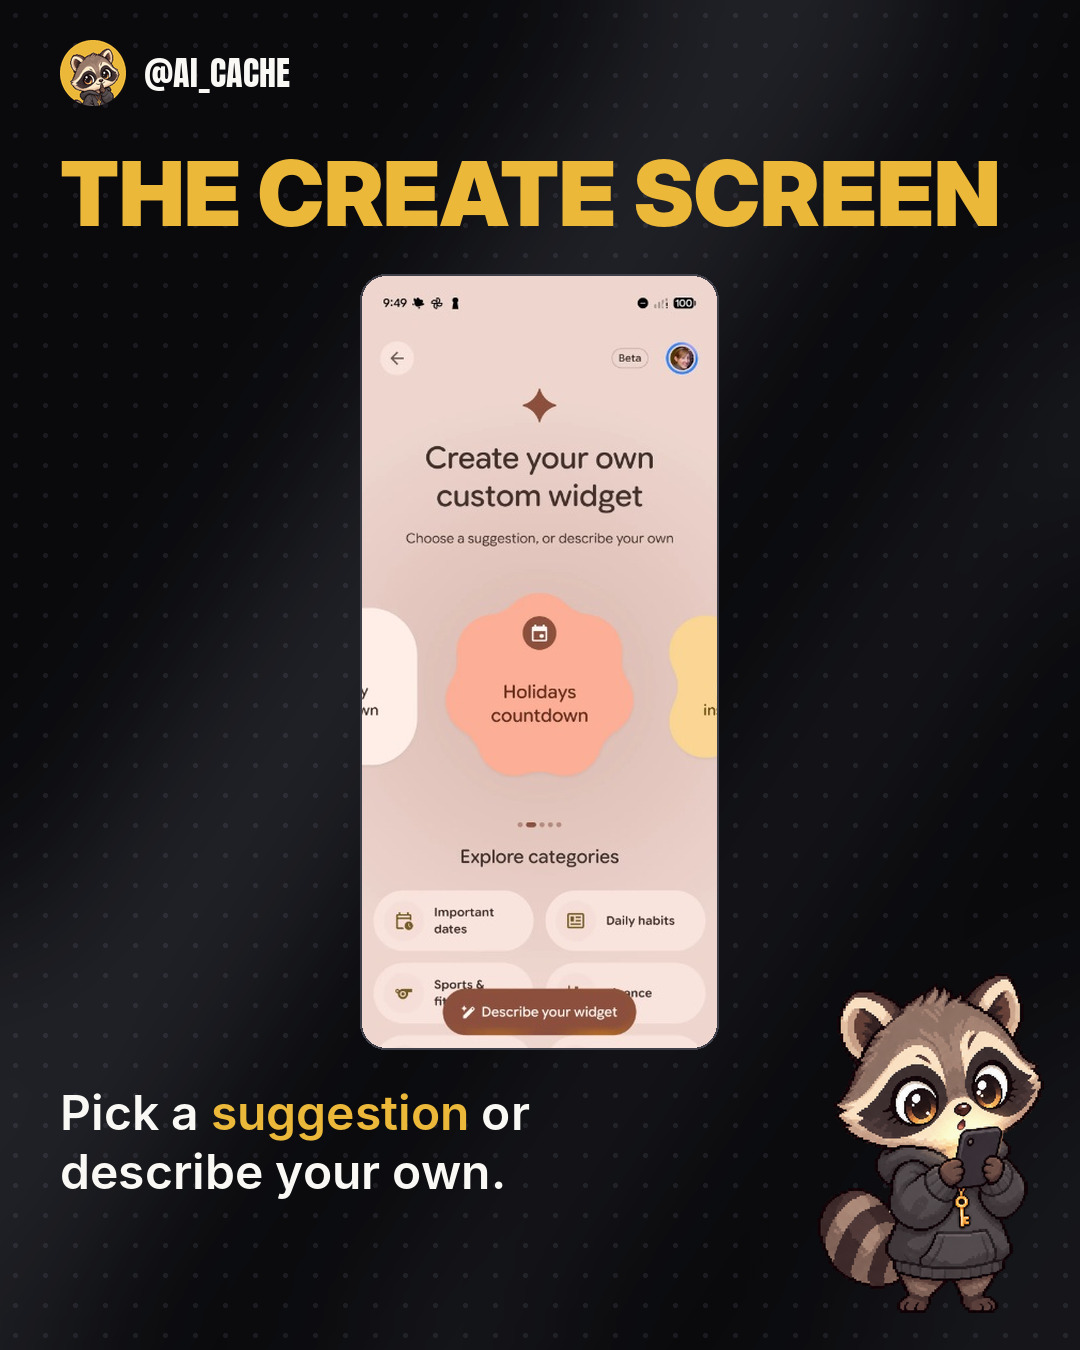 @AI_CACHE
THE CREATE SCREEN
9:49
100
Beta
Create your own
custom widget
Choose a suggestion, or describe your own
Holidays
countdown
Explore categories
Important
dates
Daily habits
Sports &
Describe your widget
Pick a suggestion or
describe your own.